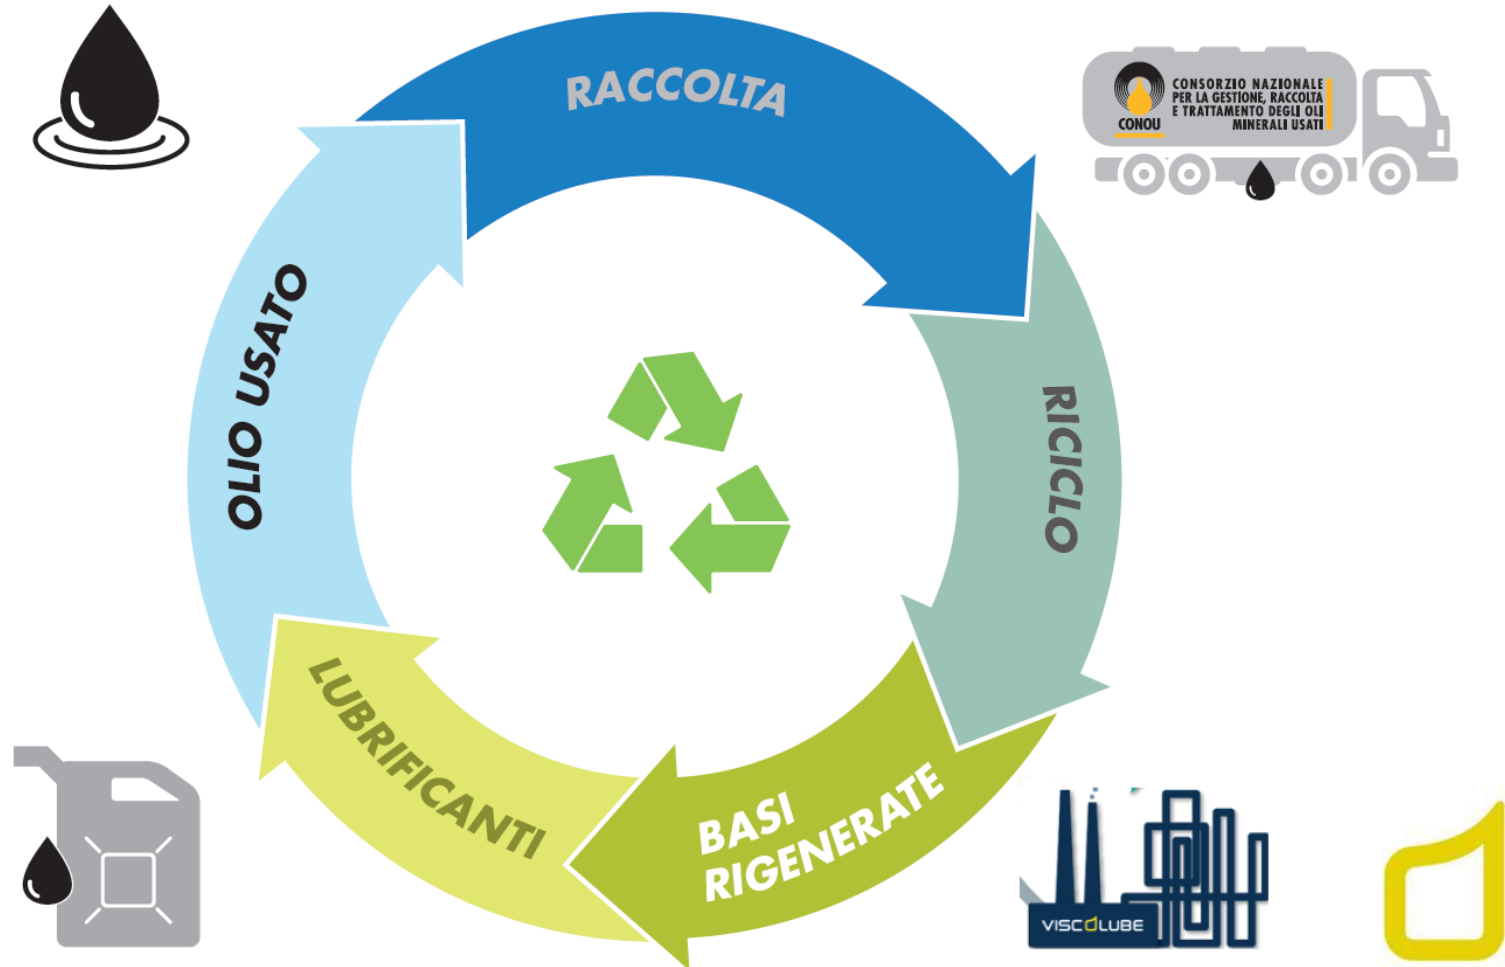 RACCOLTA
CONOU
CONSORZIO NAZIONALE
PER LA GESTIONE, RACCOLTA
E TRATTAMENTO DEGLI OLI
MINERALI USATI
OLIO USATO
RICICLO
LUBRIFICANTI
BASI
RIGENERATE
VISCOLUBE